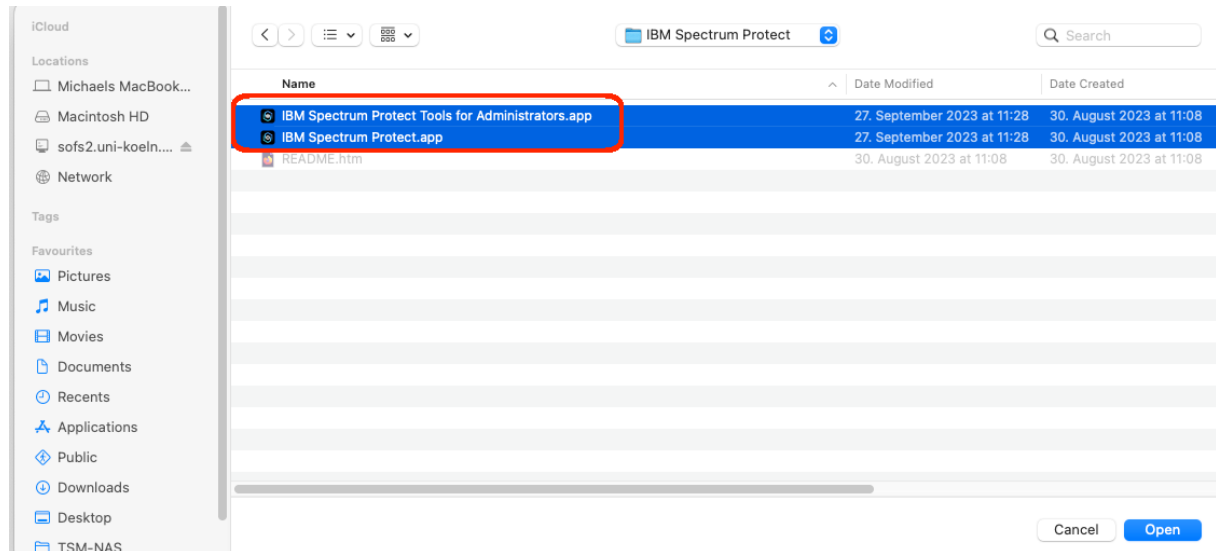 iCloud
Locations
Michaels MacBook...
Macintosh HD
sofs2.uni-koeln....
Network
Tags
Favourites
Pictures
Music
Movies
Documents
Recents
Applications
Public
Downloads
Desktop
TSM-NAS
IBM Spectrum Protect
Search
Name Date Modified Date Created
IBM Spectrum Protect Tools for Administrators.app 27. September 2023 at 11:28 30. August 2023 at 11:08
IBM Spectrum Protect.app 27. September 2023 at 11:28 30. August 2023 at 11:08
README.htm 30. August 2023 at 11:08 30. August 2023 at 11:08
Cancel Open